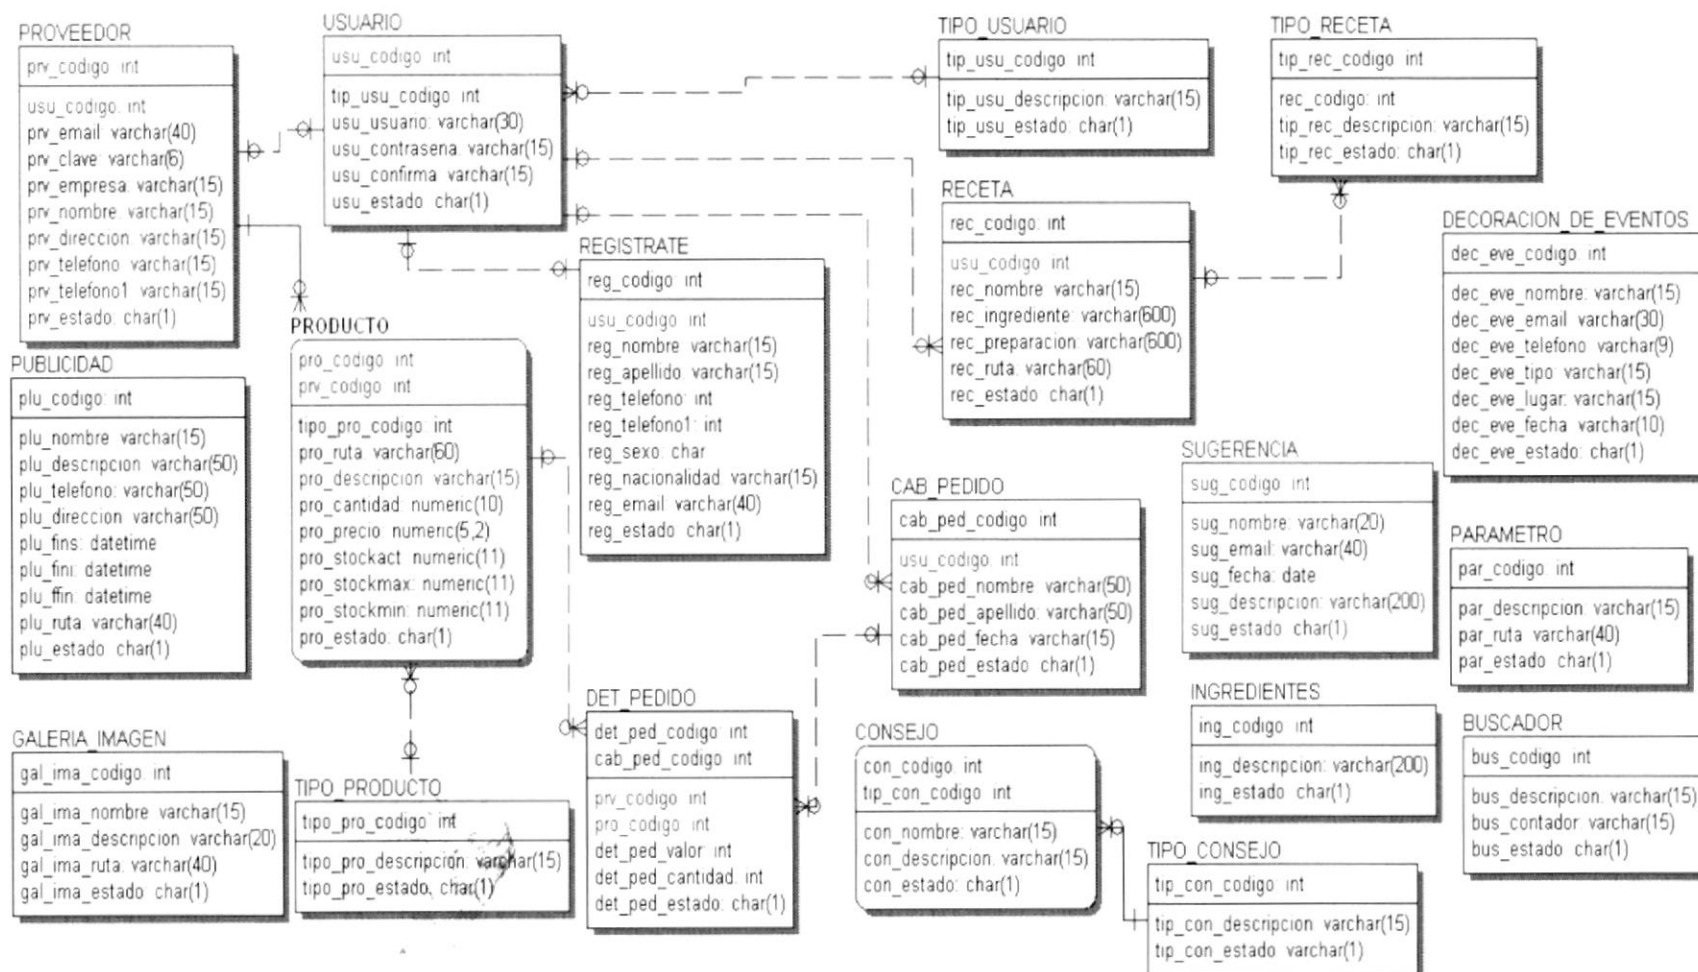 PROVEEDOR
prv_codigo int
usu_codigo: int
prv_email varchar(40)
prv_clave: varchar(6)
prv_empresa: varchar(15)
prv_nombre: varchar(15)
prv_direccion: varchar(15)
prv_telefono varchar(15)
prv_telefono1 varchar(15)
prv_estado: char(1)
USUARIO
usu_codigo int
tip_usu_codigo int
usu_usuario: varchar(30)
usu_contrasena: varchar(15)
usu_confirma varchar(15)
usu_estado char(1)
TIPO_USUARIO
tip_usu_codigo int
tip_usu_descripcion: varchar(15)
tip_usu_estado: char(1)
TIPO_RECETA
tip_rec_codigo int
rec_codigo: int
tip_rec_descripcion: varchar(15)
tip_rec_estado: char(1)
RECETA
rec_codigo: int
usu_codigo int
rec_nombre varchar(15)
rec_ingrediente: varchar(600)
rec_preparacion: varchar(600)
rec_ruta: varchar(60)
rec_estado char(1)
DECORACION_DE_EVENTOS
dec_eve_codigo: int
dec_eve_nombre: varchar(15)
dec_eve_email varchar(30)
dec_eve_telefono varchar(9)
dec_eve_tipo varchar(15)
dec_eve_lugar: varchar(15)
dec_eve_fecha varchar(10)
dec_eve_estado: char(1)
REGISTRATE
reg_codigo: int
usu_codigo int
reg_nombre varchar(15)
reg_apellido: varchar(15)
reg_telefono: int
reg_telefono1: int
reg_sexo: char
reg_nacionalidad varchar(15)
reg_email: varchar(40)
reg_estado char(1)
PRODUCTO
pro_codigo int
prv_codigo int
tipo_pro_codigo: int
pro_ruta: varchar(60)
pro_descripcion: varchar(15)
pro_cantidad numeric(10)
pro_precio numeric(5,2)
pro_stockact numeric(11)
pro_stockmax: numeric(11)
pro_stockmin: numeric(11)
pro_estado: char(1)
PUBLICIDAD
plu_codigo: int
plu_nombre varchar(15)
plu_descripcion varchar(50)
plu_telefono: varchar(50)
plu_direccion varchar(50)
plu_fins: datetime
plu_fini: datetime
plu_ffin: datetime
plu_ruta varchar(40)
plu_estado char(1)
SUGERENCIA
sug_codigo int
sug_nombre: varchar(20)
sug_email: varchar(40)
sug_fecha: date
sug_descripcion: varchar(200)
sug_estado char(1)
CAB_PEDIDO
cab_ped_codigo int
usu_codigo: int
cab_ped_nombre varchar(50)
cab_ped_apellido: varchar(50)
cab_ped_fecha varchar(15)
cab_ped_estado char(1)
PARAMETRO
par_codigo: int
par_descripcion: varchar(15)
par_ruta varchar(40)
par_estado char(1)
DET_PEDIDO
det_ped_codigo: int
cab_ped_codigo int
prv_codigo int
pro_codigo int
det_ped_valor int
det_ped_cantidad: int
det_ped_estado: char(1)
INGREDIENTES
ing_codigo int
ing_descripcion: varchar(200)
ing_estado char(1)
BUSCADOR
bus_codigo int
bus_descripcion: varchar(15)
bus_contador varchar(15)
bus_estado char(1)
CONSEJO
con_codigo: int
tip_con_codigo int
con_nombre: varchar(15)
con_descripcion: varchar(15)
con_estado: char(1)
GALERIA_IMAGEN
gal_ima_codigo: int
gal_ima_nombre varchar(15)
gal_ima_descripcion varchar(20)
gal_ima_ruta: varchar(40)
gal_ima_estado char(1)
TIPO_PRODUCTO
tipo_pro_codigo int
tipo_pro_descripción: varchar(15)
tipo_pro_estado, char(1)
TIPO_CONSEJO
tip_con_codigo int
tip_con_descripcion varchar(15)
tip_con_estado varchar(1)